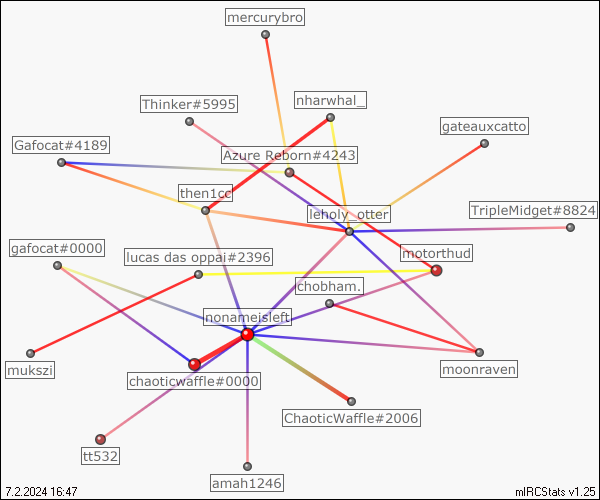 mercurybro
Thinker#5995
nharwhal_
gateauxcatto
Gafocat#4189
Azure Reborn#4243
then1cc
leholy_otter
TripleMidget#8824
gafocat#0000
lucas das oppai#2396
motorthud
chobham.
nonameisleft
mukszi
chaoticwaffle#0000
moonraven
ChaoticWaffle#2006
tt532
amah1246
7.2.2024 16:47
mIRCStats v1.25